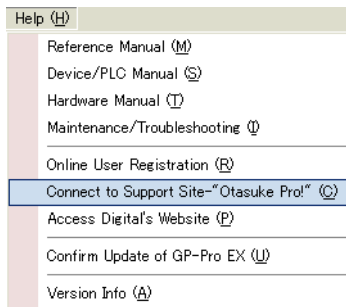 Help (H)
Reference Manual (M)
Device/PLC Manual (S)
Hardware Manual (T)
Maintenance/Troubleshooting (I)
Online User Registration (R)
Connect to Support Site-"Otasuke Pro!" (C)
Access Digital's Website (P)
Confirm Update of GP-Pro EX (U)
Version Info (A)